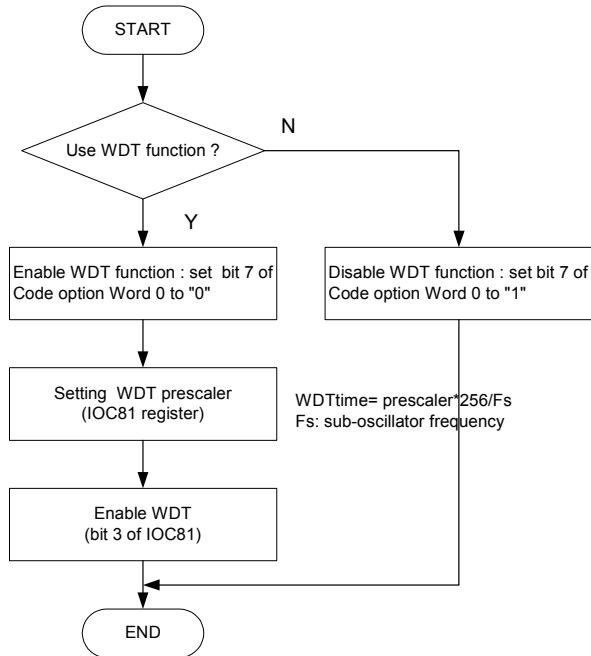 START
Use WDT function ?
N
Y
Enable WDT function : set bit 7 of
Code option Word 0 to "0"
Disable WDT function : set bit 7 of
Code option Word 0 to "1"
Setting WDT prescaler
(IOC81 register)
WDTtime= prescaler*256/Fs
Fs: sub-oscillator frequency
Enable WDT
(bit 3 of IOC81)
END